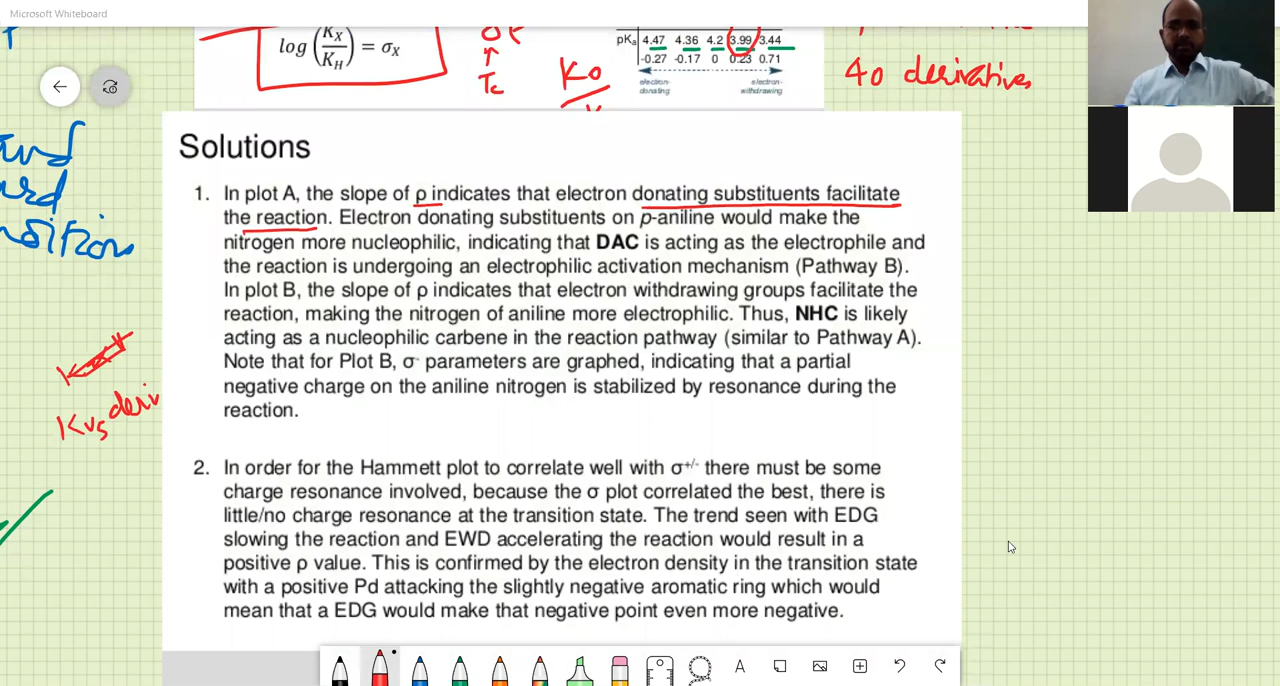 Microsoft Whiteboard
log (Kx/KH) = σX
Tc
Ko
pKa 4.47 4.36 4.2 3.99 3.44
-0.27 -0.17 0 0.23 0.71
electron-donating electron-withdrawing
40 derivatives
and
Solutions
1. In plot A, the slope of ρ indicates that electron donating substituents facilitate
the reaction. Electron donating substituents on p-aniline would make the
nitrogen more nucleophilic, indicating that DAC is acting as the electrophile and
the reaction is undergoing an electrophilic activation mechanism (Pathway B).
In plot B, the slope of ρ indicates that electron withdrawing groups facilitate the
reaction, making the nitrogen of aniline more electrophilic. Thus, NHC is likely
acting as a nucleophilic carbene in the reaction pathway (similar to Pathway A).
Note that for Plot B, σ- parameters are graphed, indicating that a partial
negative charge on the aniline nitrogen is stabilized by resonance during the
reaction.
K vs deriv
2. In order for the Hammett plot to correlate well with σ+/- there must be some
charge resonance involved, because the σ plot correlated the best, there is
little/no charge resonance at the transition state. The trend seen with EDG
slowing the reaction and EWD accelerating the reaction would result in a
positive ρ value. This is confirmed by the electron density in the transition state
with a positive Pd attacking the slightly negative aromatic ring which would
mean that a EDG would make that negative point even more negative.